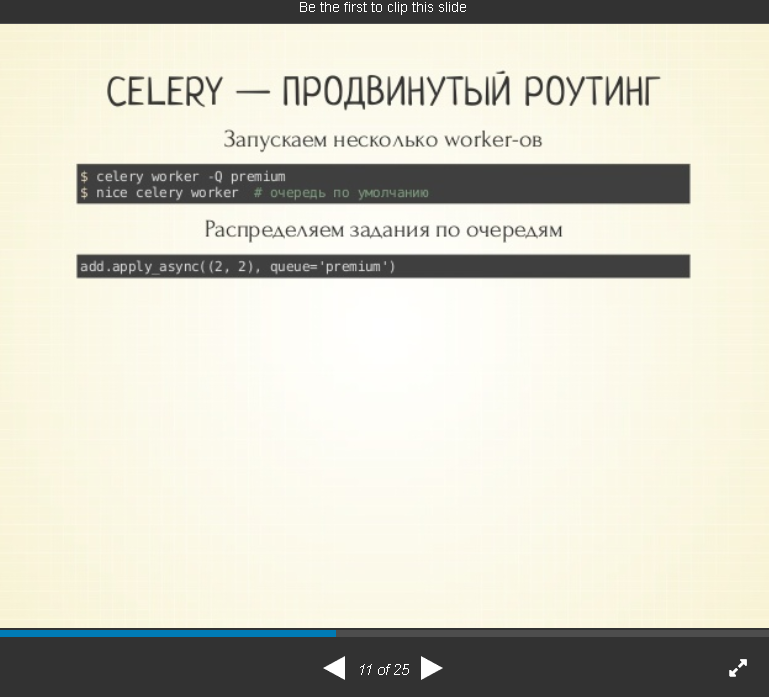 Be the first to clip this slide
CELERY — ПРОДВИНУТЫЙ РОУТИНГ
Запускаем несколько worker-ов
$ celery worker -Q premium
$ nice celery worker  # очередь по умолчанию
Распределяем задания по очередям
add.apply_async((2, 2), queue='premium')
11 of 25